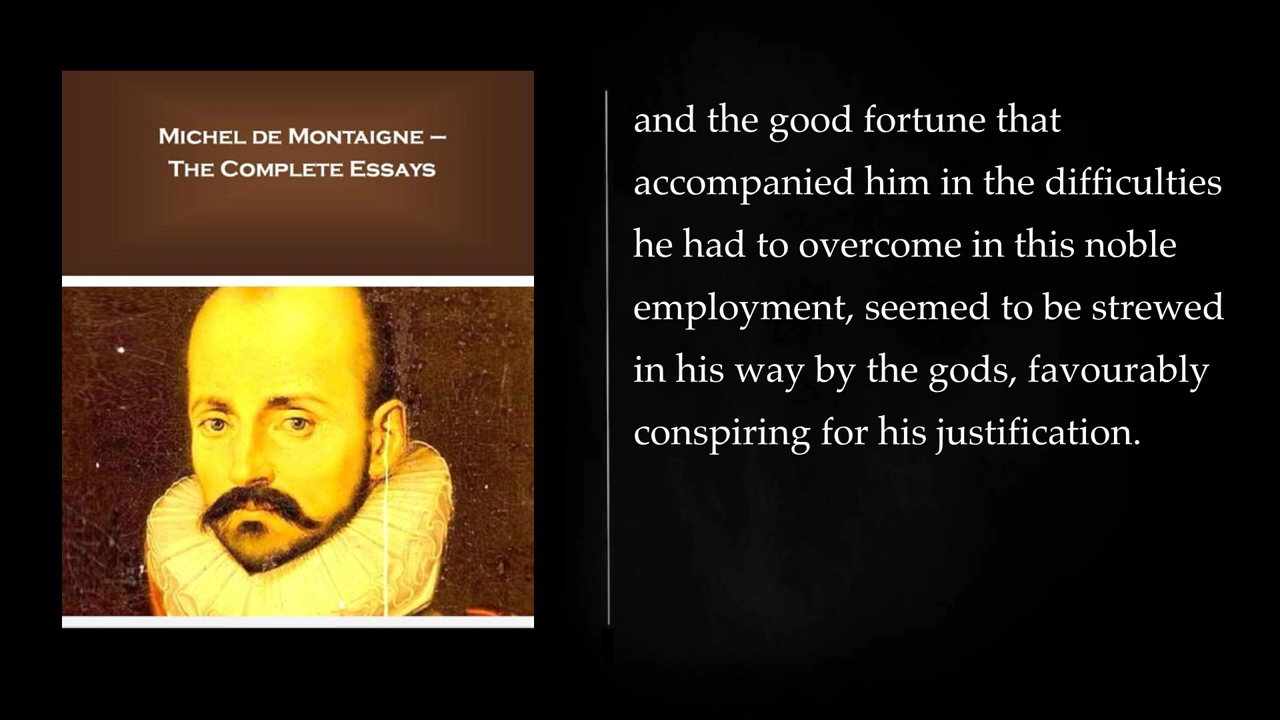 MICHEL DE MONTAIGNE –
THE COMPLETE ESSAYS
and the good fortune that
accompanied him in the difficulties
he had to overcome in this noble
employment, seemed to be strewed
in his way by the gods, favourably
conspiring for his justification.